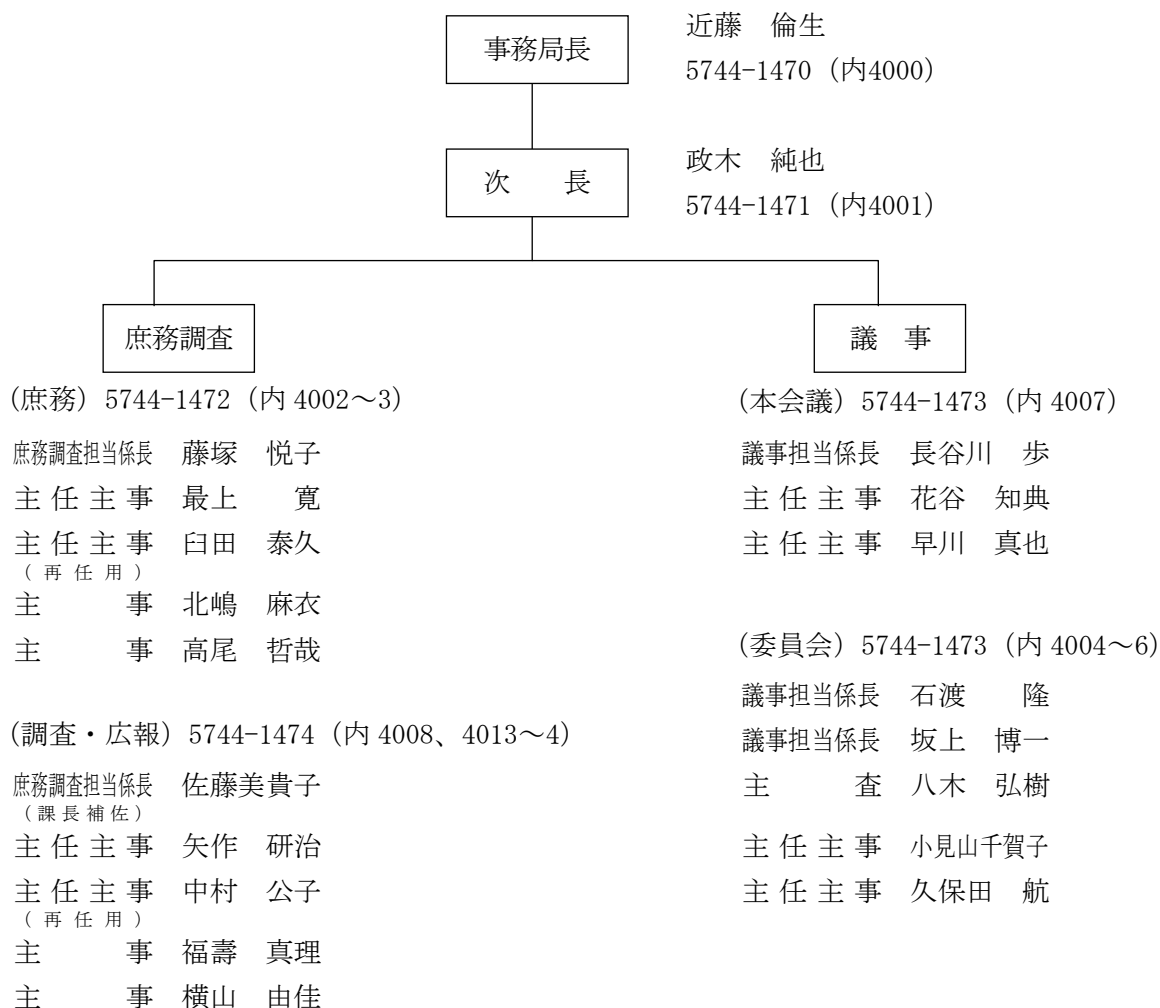 事務局長
近藤　倫生
5744-1470（内4000）
次　長
政木　純也
5744-1471（内4001）
庶務調査
（庶務）5744-1472（内 4002～3）
庶務調査担当係長　藤塚　悦子
主任主事　最上　寛
主任主事　臼田　泰久
（再任用）
主事　北嶋　麻衣
主事　高尾　哲哉
（調査・広報）5744-1474（内 4008、4013～4）
庶務調査担当係長　佐藤美貴子
（課長補佐）
主任主事　矢作　研治
主任主事　中村　公子
（再任用）
主事　福壽　真理
主事　横山　由佳
議　事
（本会議）5744-1473（内 4007）
議事担当係長　長谷川　歩
主任主事　花谷　知典
主任主事　早川　真也
（委員会）5744-1473（内 4004～6）
議事担当係長　石渡　隆
議事担当係長　坂上　博一
主査　八木　弘樹
主任主事　小見山千賀子
主任主事　久保田　航